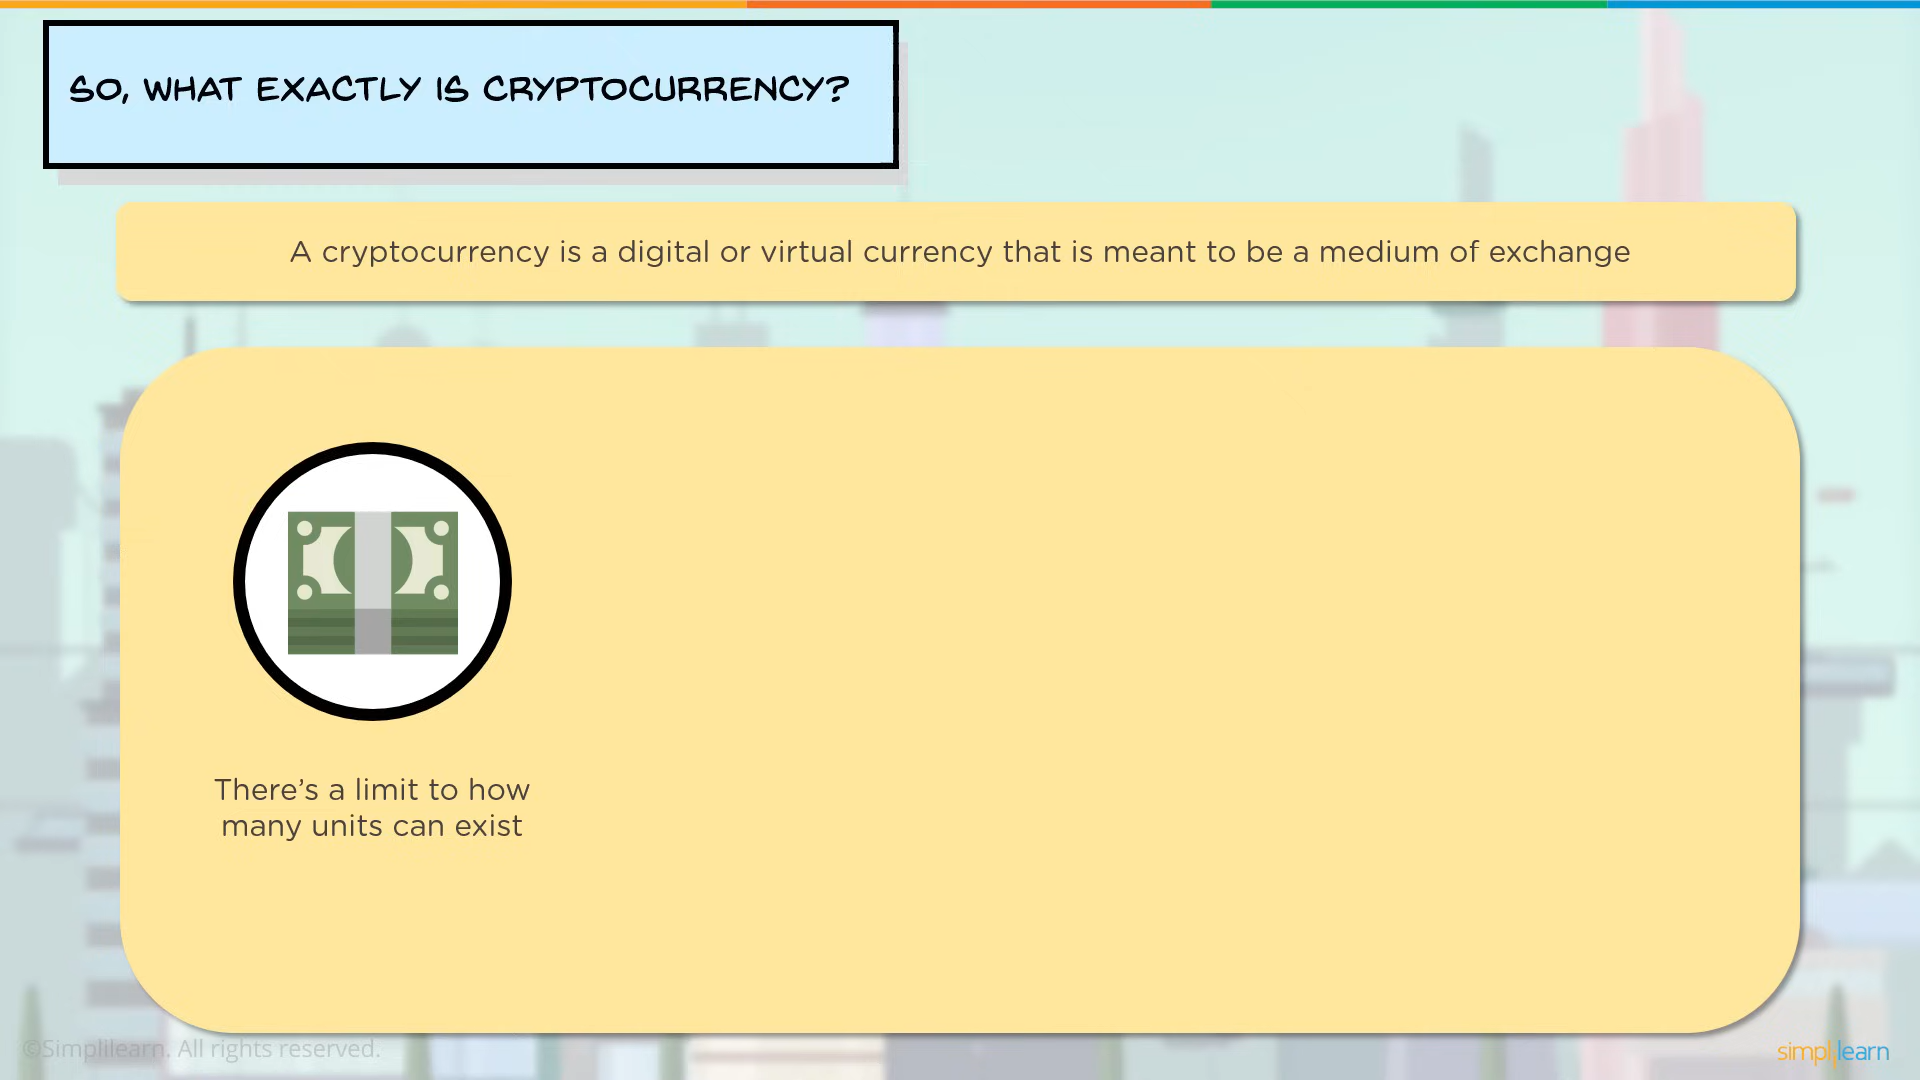 SO, WHAT EXACTLY IS CRYPTOCURRENCY?
A cryptocurrency is a digital or virtual currency that is meant to be a medium of exchange
There’s a limit to how
many units can exist
©Simplilearn. All rights reserved.
simplilearn